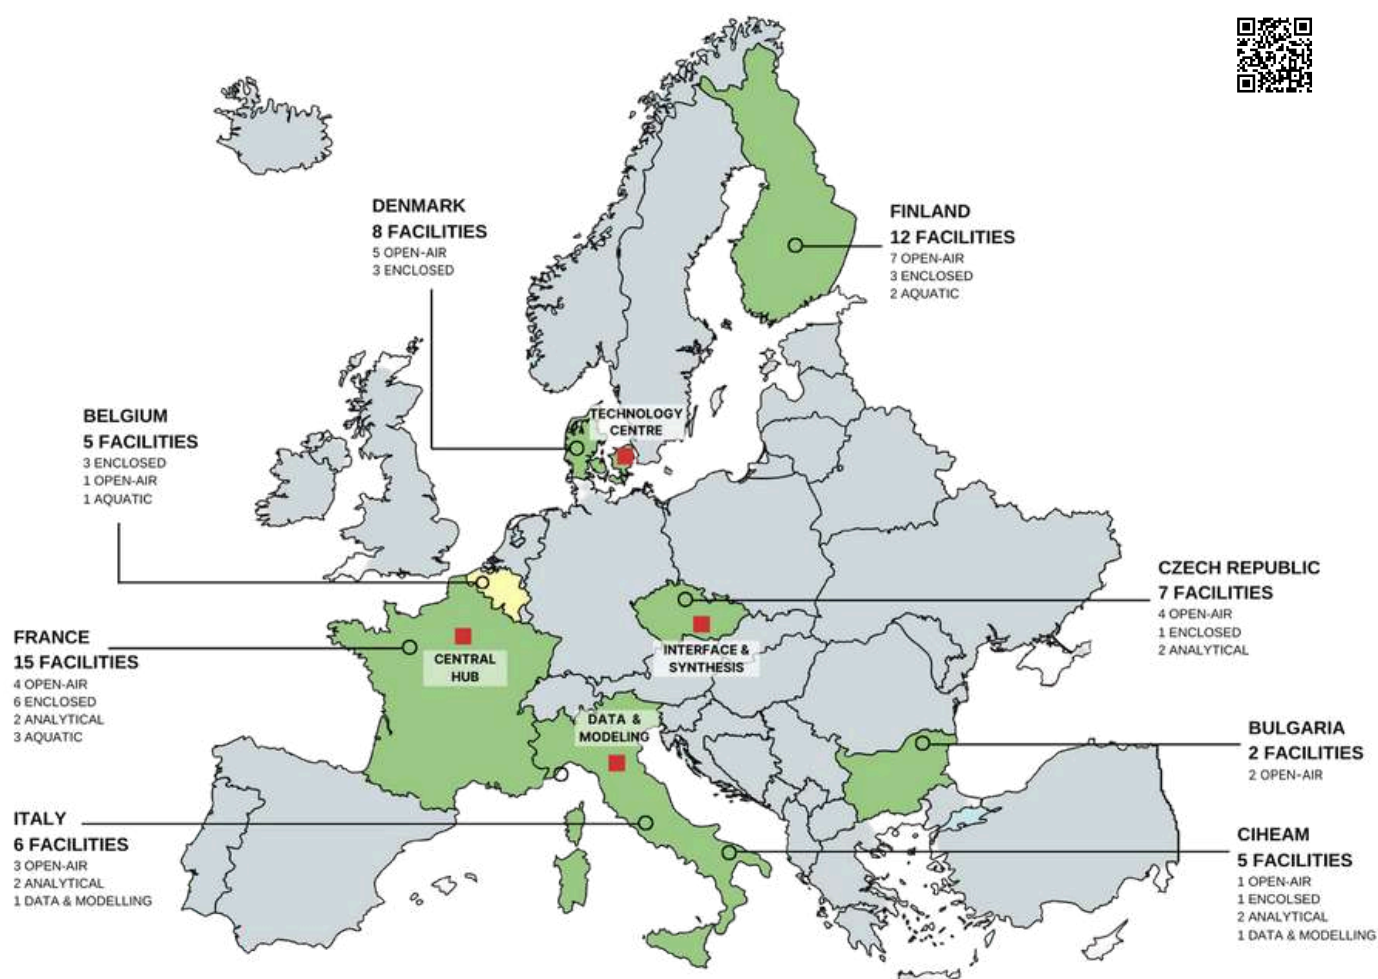 DENMARK
8 FACILITIES
5 OPEN-AIR
3 ENCLOSED
FINLAND
12 FACILITIES
7 OPEN-AIR
3 ENCLOSED
2 AQUATIC
BELGIUM
5 FACILITIES
3 ENCLOSED
1 OPEN-AIR
1 AQUATIC
TECHNOLOGY
CENTRE
CZECH REPUBLIC
7 FACILITIES
4 OPEN-AIR
1 ENCLOSED
2 ANALYTICAL
FRANCE
15 FACILITIES
4 OPEN-AIR
6 ENCLOSED
2 ANALYTICAL
3 AQUATIC
CENTRAL
HUB
INTERFACE &
SYNTHESIS
DATA &
MODELING
BULGARIA
2 FACILITIES
2 OPEN-AIR
ITALY
6 FACILITIES
3 OPEN-AIR
2 ANALYTICAL
1 DATA & MODELLING
CIHEAM
5 FACILITIES
1 OPEN-AIR
1 ENCOLSED
2 ANALYTICAL
1 DATA & MODELLING